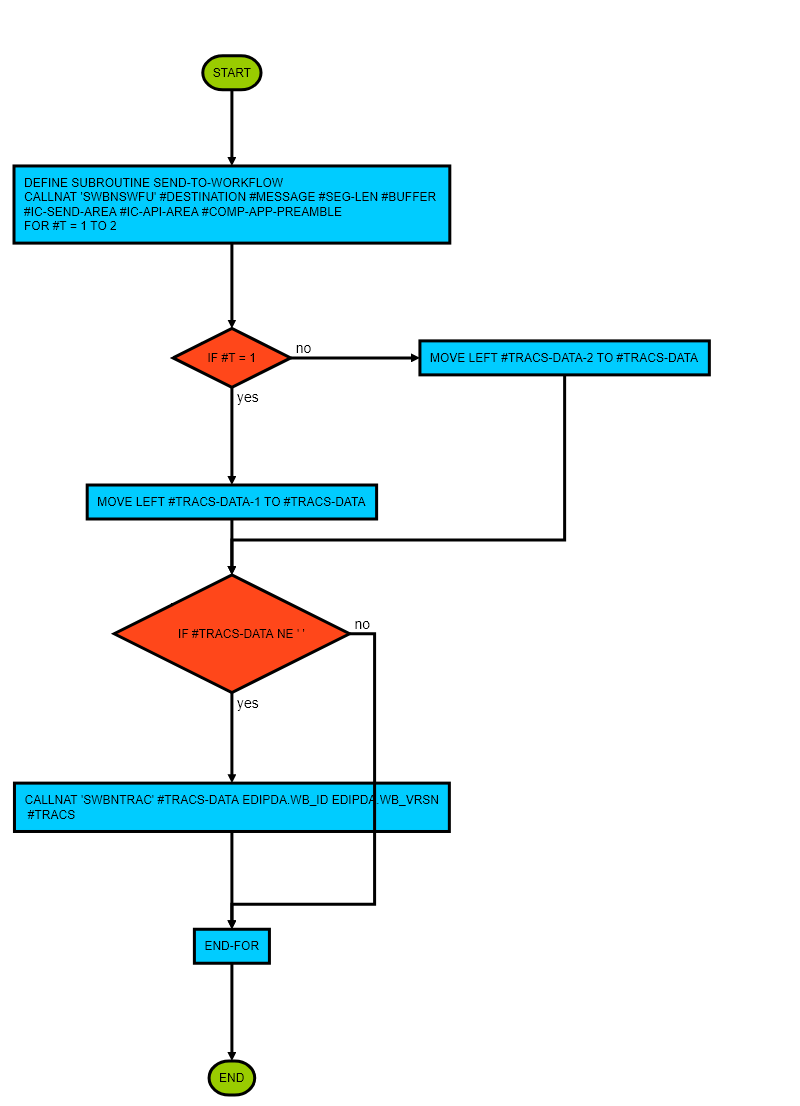 START
DEFINE SUBROUTINE SEND-TO-WORKFLOW
CALLNAT 'SWBNSWFU' #DESTINATION #MESSAGE #SEG-LEN #BUFFER
#IC-SEND-AREA #IC-API-AREA #COMP-APP-PREAMBLE
FOR #T = 1 TO 2
IF #T = 1
no
MOVE LEFT #TRACS-DATA-2 TO #TRACS-DATA
yes
MOVE LEFT #TRACS-DATA-1 TO #TRACS-DATA
IF #TRACS-DATA NE ' '
no
yes
CALLNAT 'SWBNTRAC' #TRACS-DATA EDIPDA.WB_ID EDIPDA.WB_VRSN
#TRACS
END-FOR
END